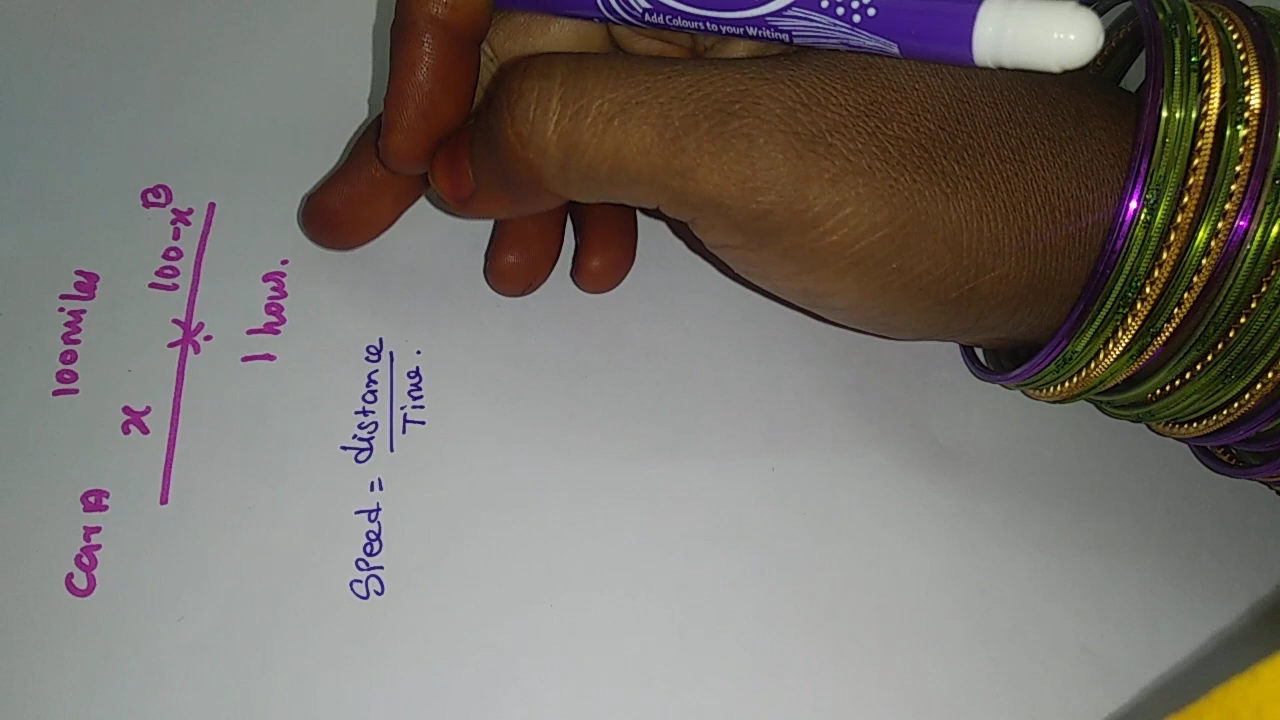 Car A 100miles
x 100-x B
1 hour.
Speed = distance
Time.
Add Colours to your Writing